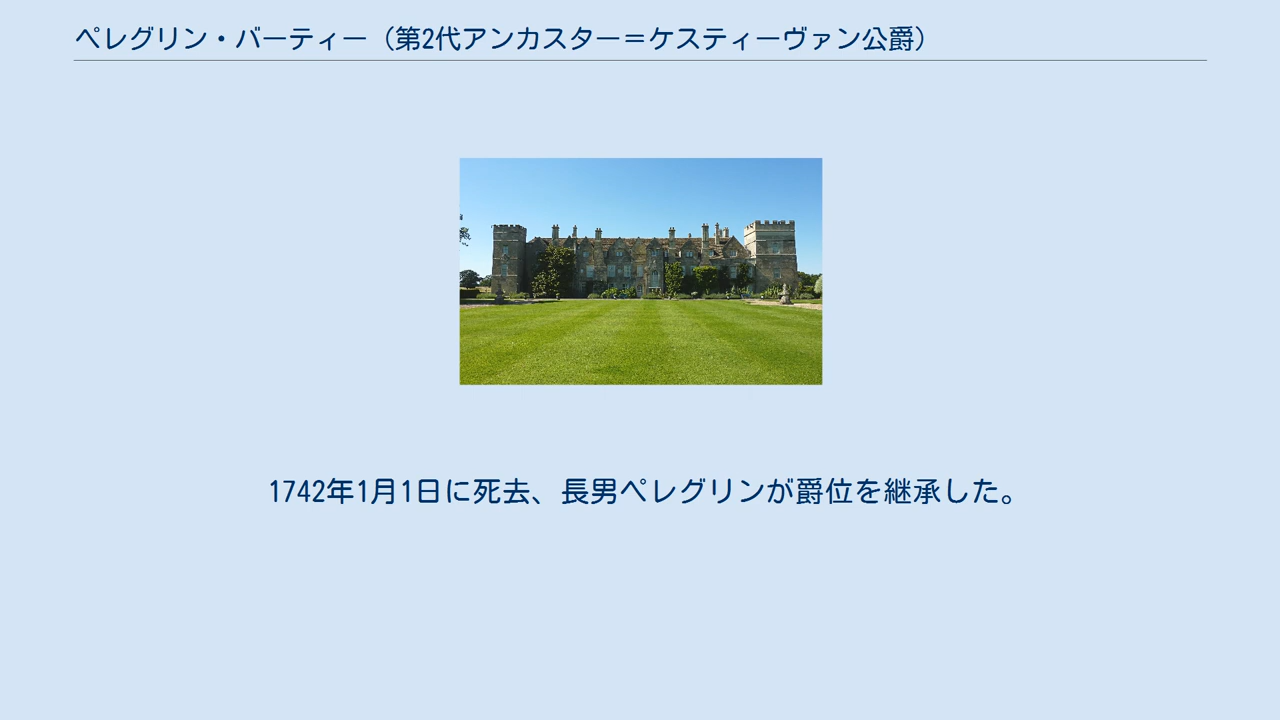 ペレグリン・バーティー（第2代アンカスター＝ケスティーヴァン公爵）
1742年1月1日に死去、長男ペレグリンが爵位を継承した。